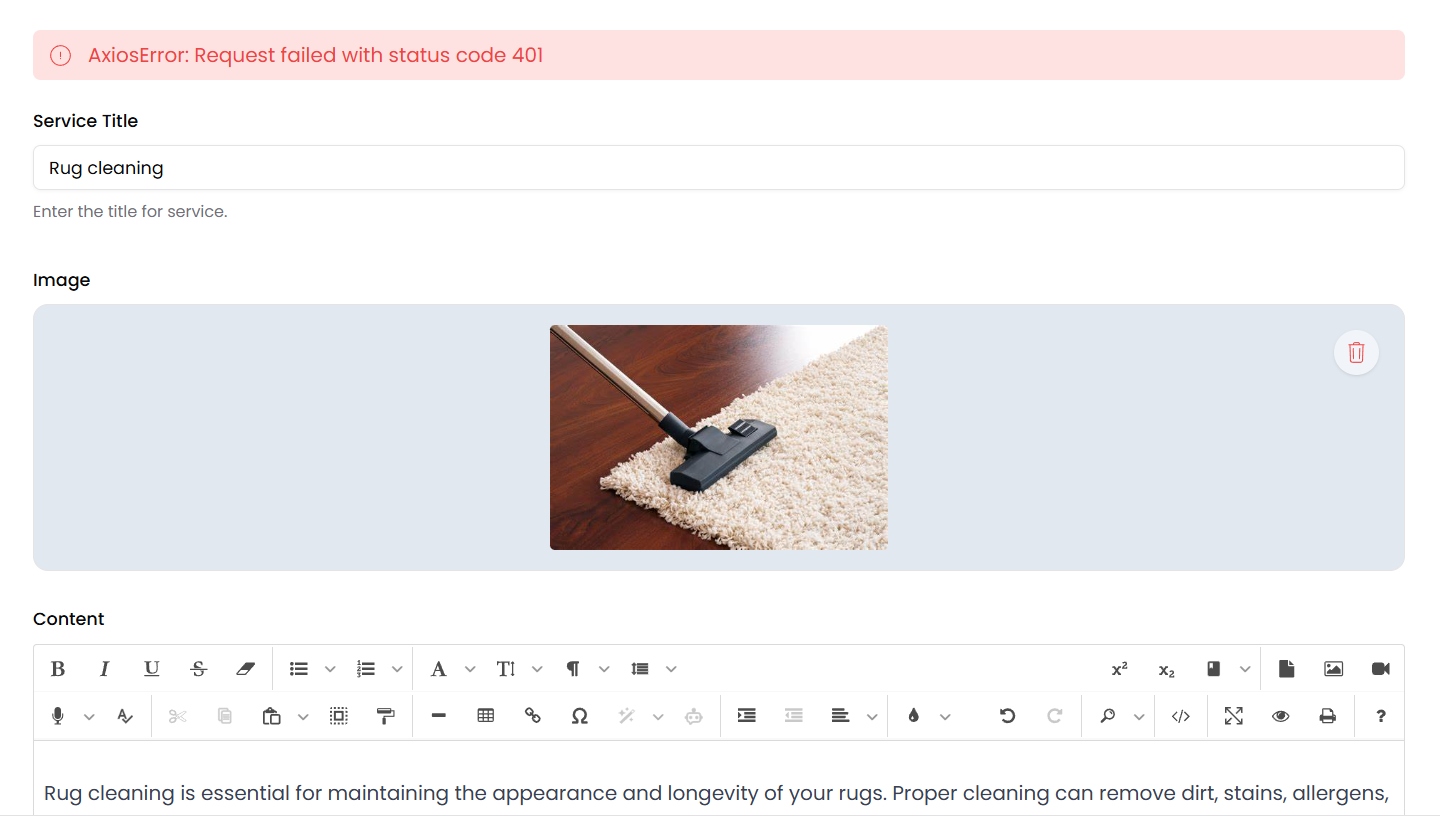 AxiosError: Request failed with status code 401
Service Title
Rug cleaning
Enter the title for service.
Image
Content
Rug cleaning is essential for maintaining the appearance and longevity of your rugs. Proper cleaning can remove dirt, stains, allergens,